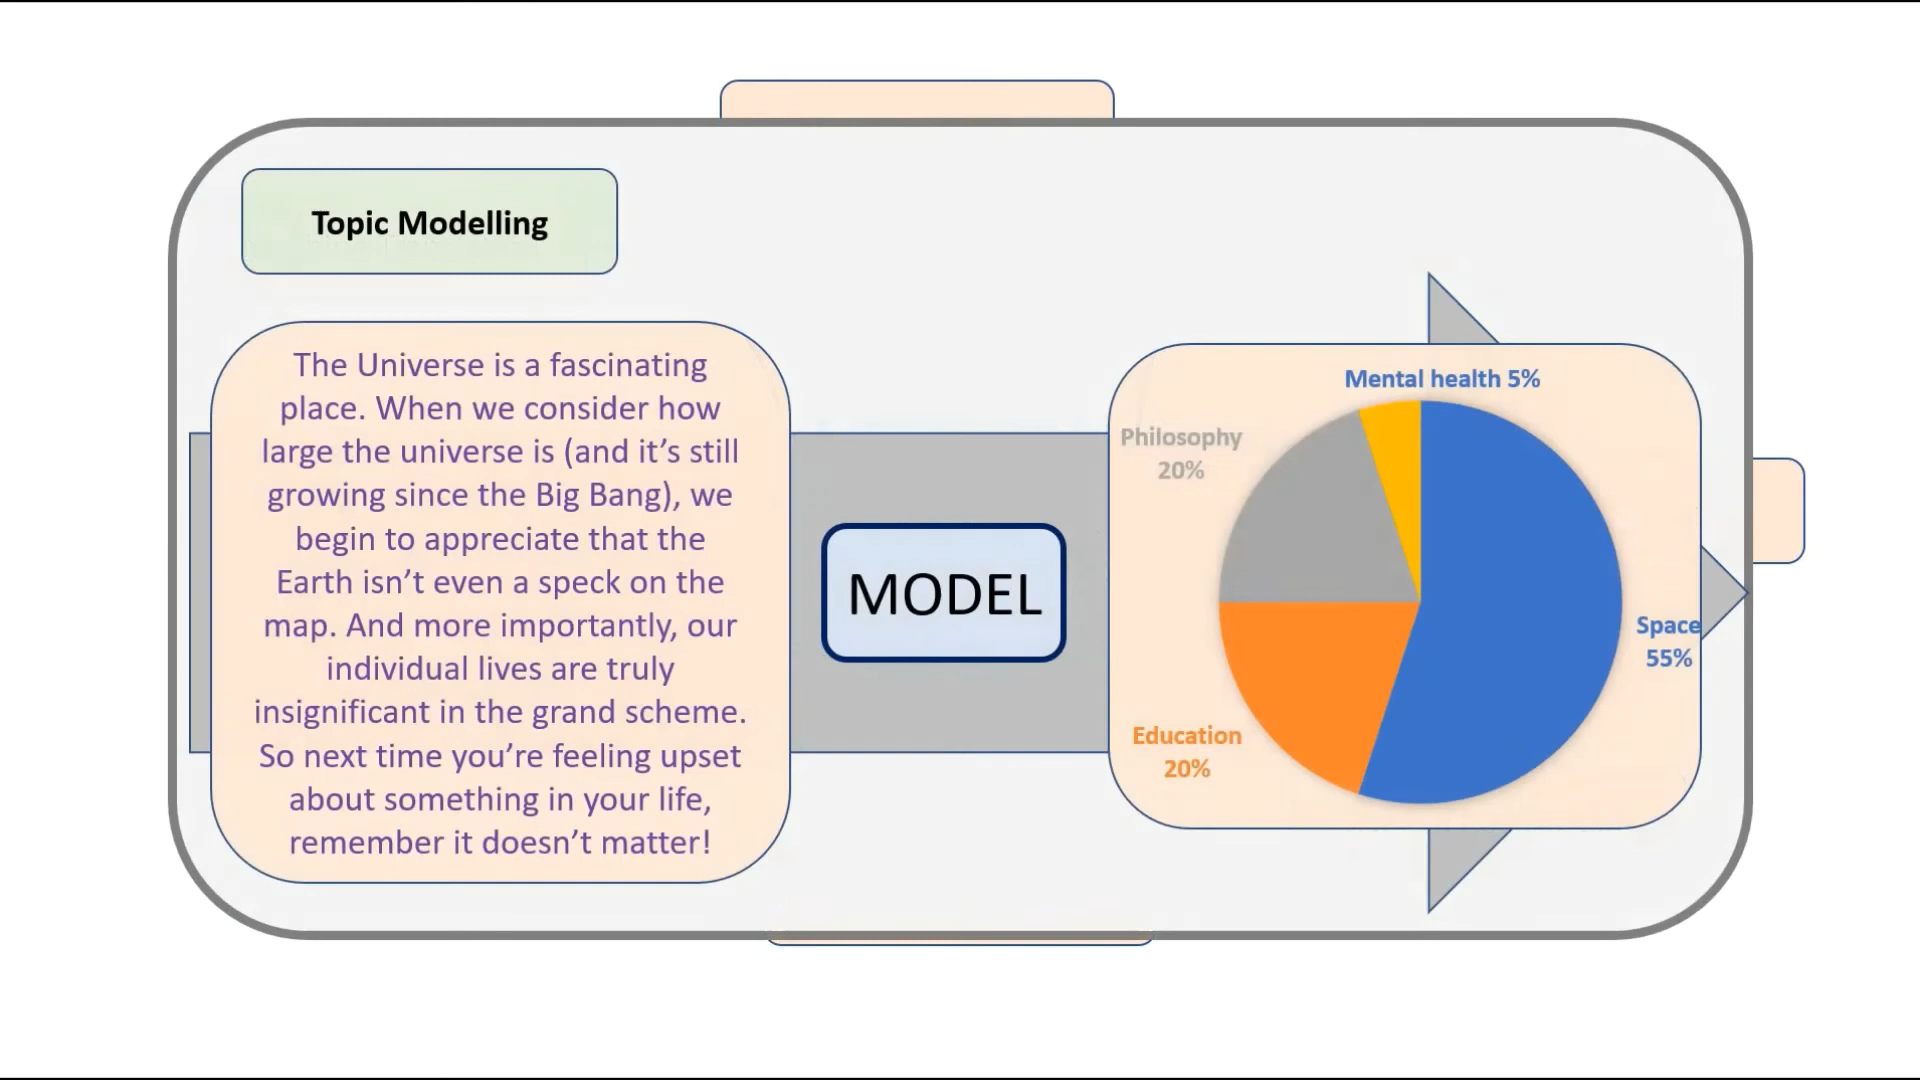 Topic Modelling
The Universe is a fascinating
place. When we consider how
large the universe is (and it’s still
growing since the Big Bang), we
begin to appreciate that the
Earth isn’t even a speck on the
map. And more importantly, our
individual lives are truly
insignificant in the grand scheme.
So next time you’re feeling upset
about something in your life,
remember it doesn’t matter!
MODEL
Mental health 5%
Philosophy
20%
Space
55%
Education
20%